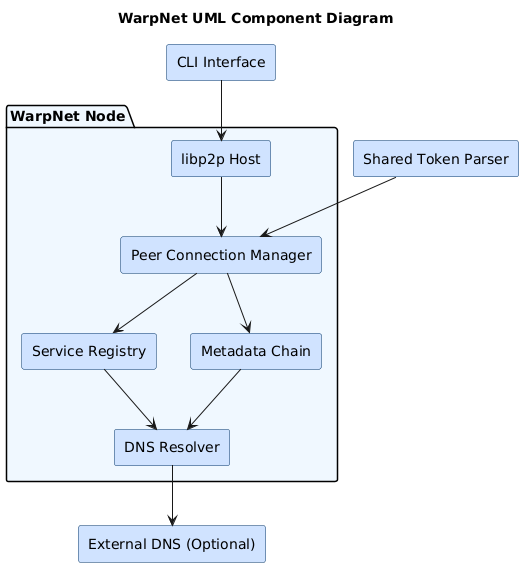 WarpNet UML Component Diagram
CLI Interface
WarpNet Node
libp2p Host
Shared Token Parser
Peer Connection Manager
Service Registry
Metadata Chain
DNS Resolver
External DNS (Optional)